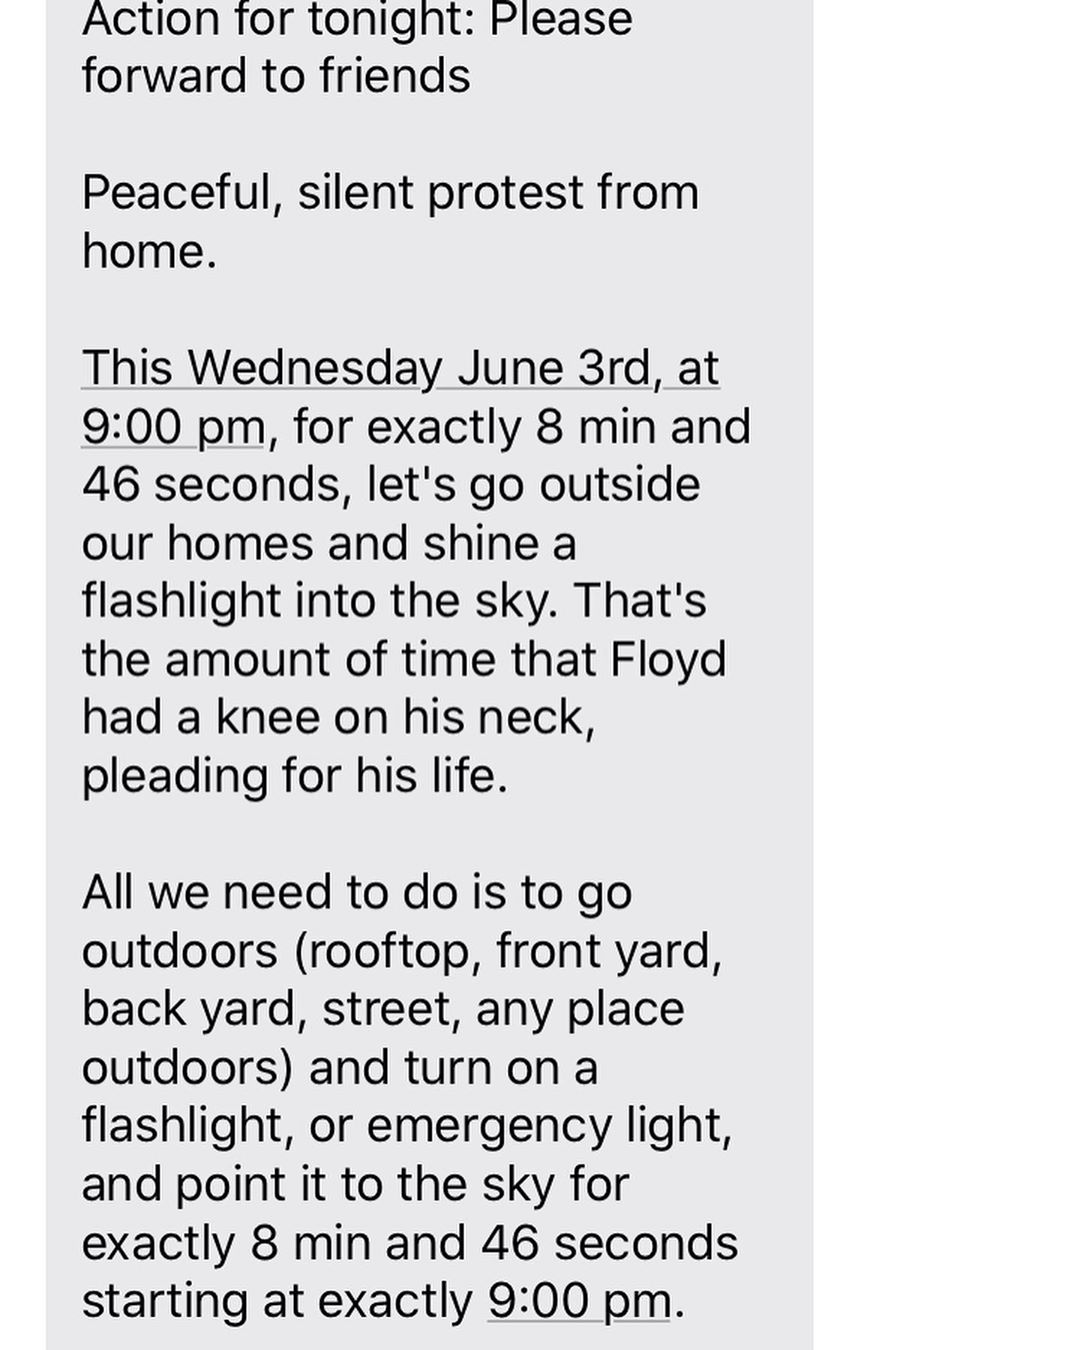 Action for tonight: Please
forward to friends
Peaceful, silent protest from
home.
This Wednesday June 3rd, at
9:00 pm, for exactly 8 min and
46 seconds, let's go outside
our homes and shine a
flashlight into the sky. That's
the amount of time that Floyd
had a knee on his neck,
pleading for his life.
All we need to do is to go
outdoors (rooftop, front yard,
back yard, street, any place
outdoors) and turn on a
flashlight, or emergency light,
and point it to the sky for
exactly 8 min and 46 seconds
starting at exactly 9:00 pm.